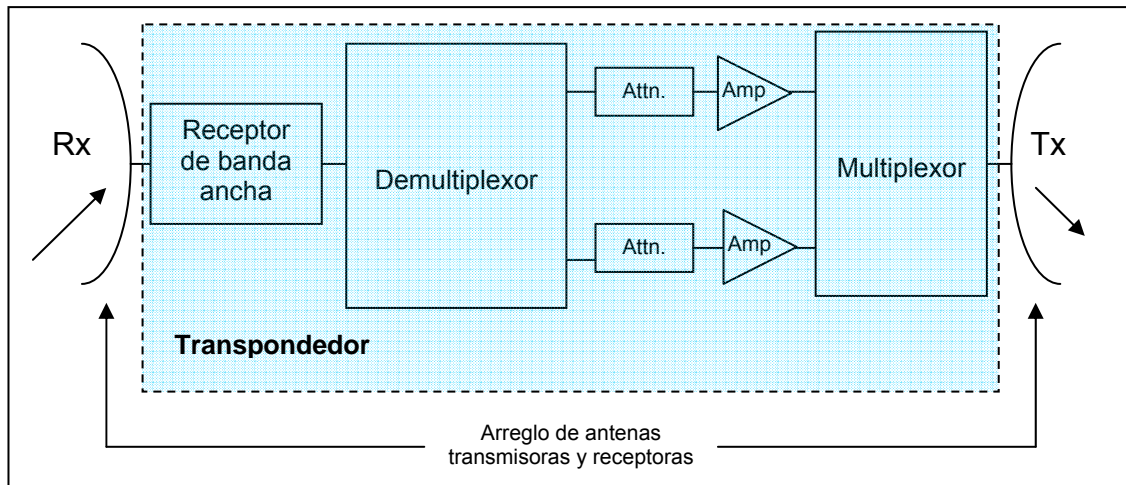 Rx
Receptor
de banda
ancha
Demultiplexor
Attn.
Amp
Attn.
Amp
Multiplexor
Tx
Transpondedor
Arreglo de antenas
transmisoras y receptoras